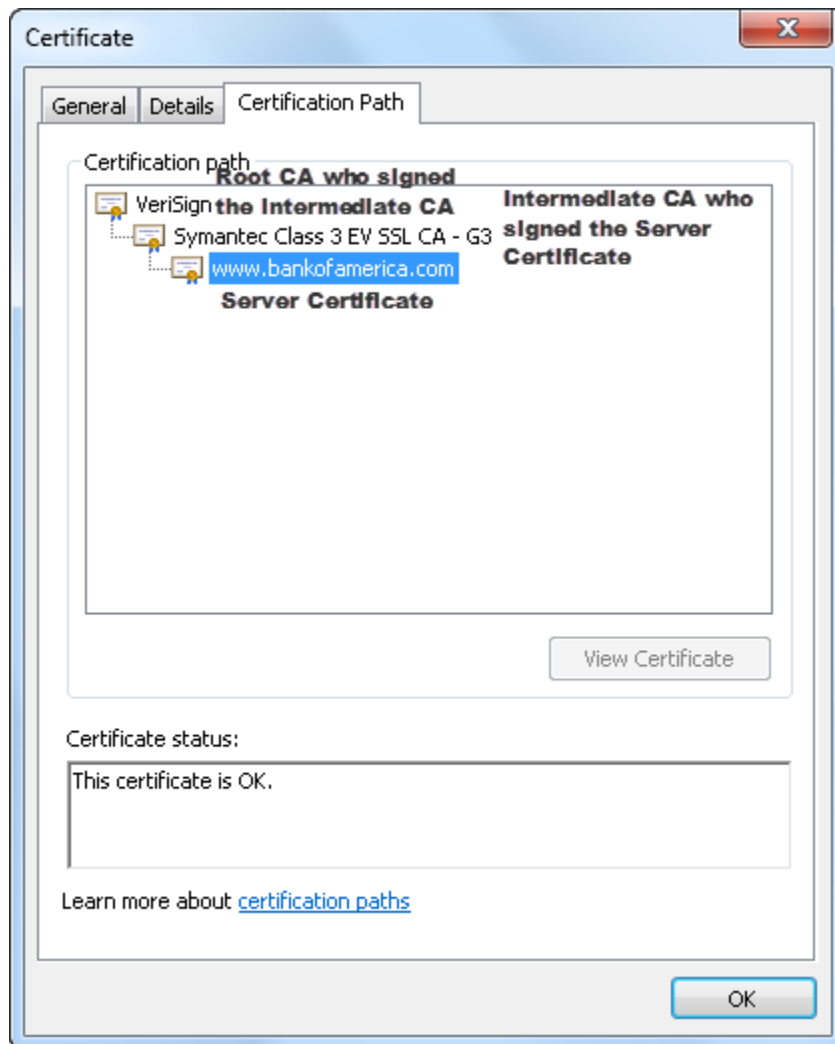 Certificate
General
Details
Certification Path
Certification path
Root CA who signed
the Intermediate CA
VeriSign
Intermediate CA who
signed the Server
Certificate
Symantec Class 3 EV SSL CA - G3
www.bankofamerica.com
Server Certificate
View Certificate
Certificate status:
This certificate is OK.
Learn more about certification paths
OK